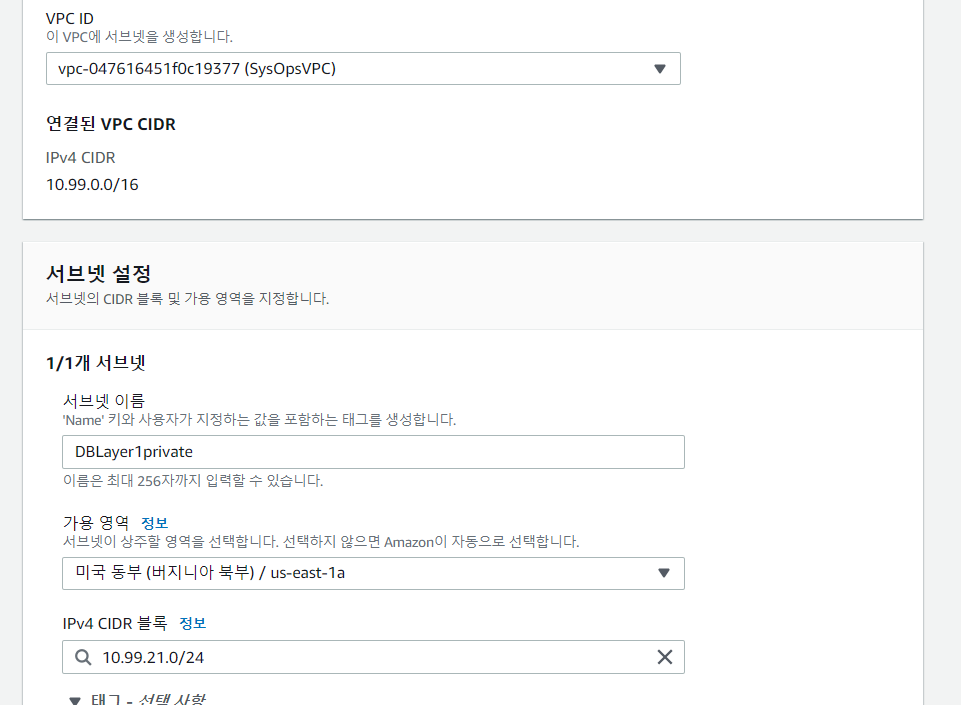 VPC ID
이 VPC에 서브넷을 생성합니다.
vpc-047616451f0c19377 (SysOpsVPC)
연결된 VPC CIDR
IPv4 CIDR
10.99.0.0/16
서브넷 설정
서브넷의 CIDR 블록 및 가용 영역을 지정합니다.
1/1개 서브넷
서브넷 이름
'Name' 키와 사용자가 지정하는 값을 포함하는 태그를 생성합니다.
DBLayer1private
이름은 최대 256자까지 입력할 수 있습니다.
가용 영역 정보
서브넷이 상주할 영역을 선택합니다. 선택하지 않으면 Amazon이 자동으로 선택합니다.
미국 동부 (버지니아 북부) / us-east-1a
IPv4 CIDR 블록 정보
10.99.21.0/24
태그 - 선택 사항